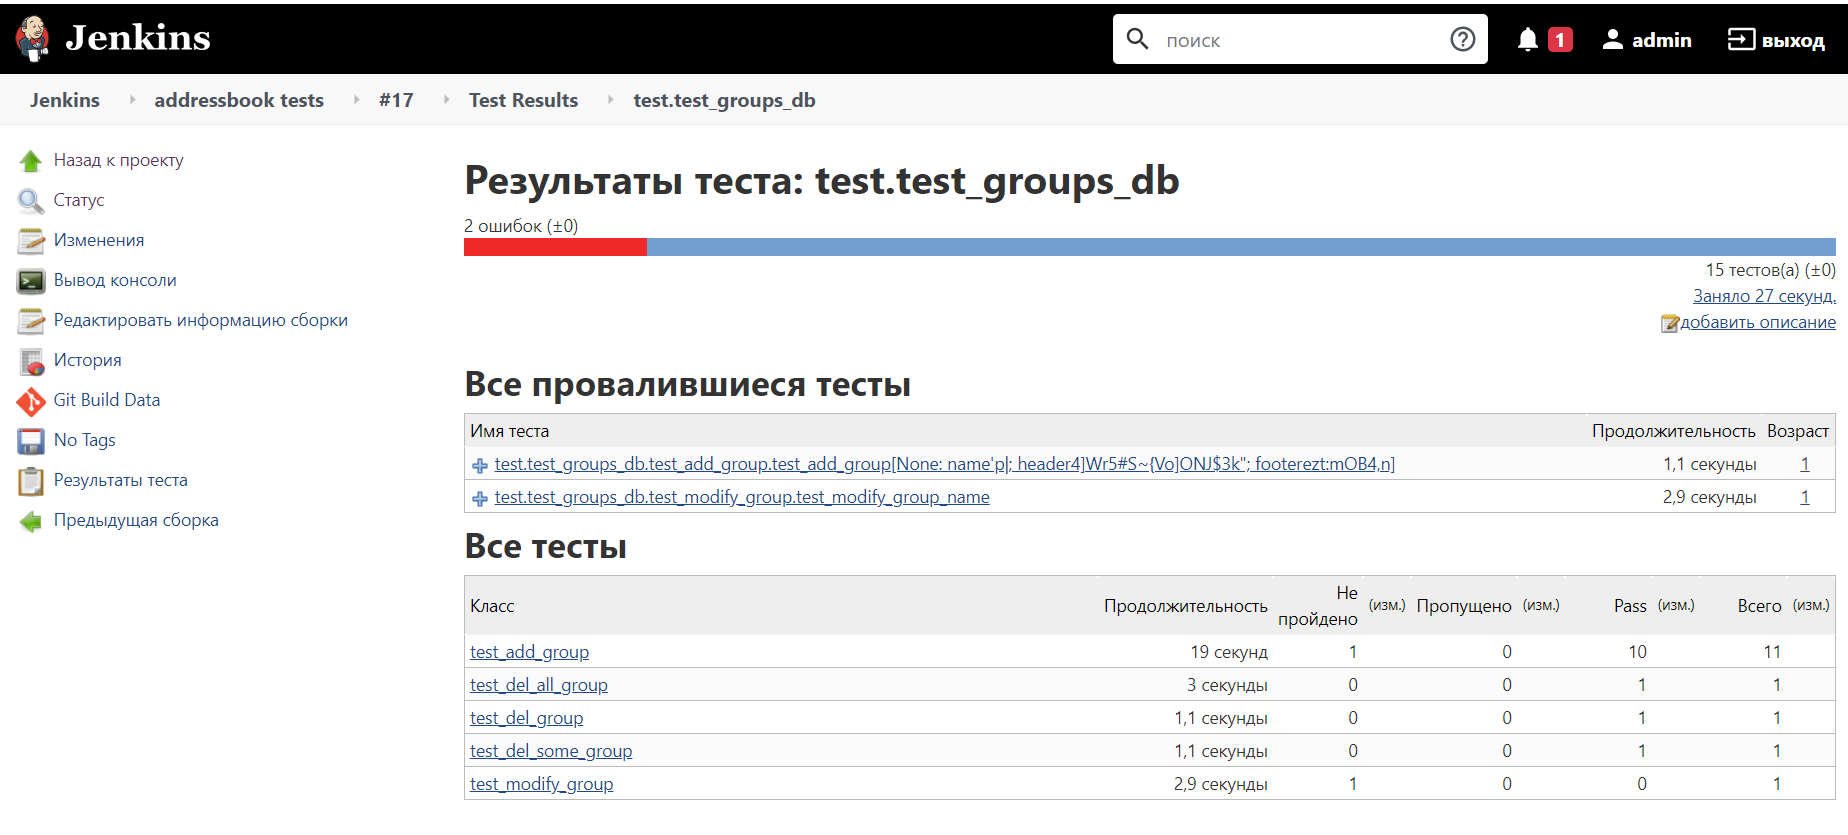 Jenkins
поиск
1
admin
выход
Jenkins addressbook tests #17 Test Results test.test_groups_db
Назад к проекту
Статус
Изменения
Вывод консоли
Редактировать информацию сборки
История
Git Build Data
No Tags
Результаты теста
Предыдущая сборка
Результаты теста: test.test_groups_db
2 ошибок (±0)
15 тестов(а) (±0)
Заняло 27 секунд.
добавить описание
Все провалившиеся тесты
Имя теста Продолжительность Возраст
test.test_groups_db.test_add_group.test_add_group[None: name'p|; header4]Wr5#S~{Vo]ONJ$3k"; footerezt:mOB4,n] 1,1 секунды 1
test.test_groups_db.test_modify_group.test_modify_group_name 2,9 секунды 1
Все тесты
Класс Продолжительность Не пройдено (изм.) Пропущено (изм.) Pass (изм.) Всего (изм.)
test_add_group 19 секунд 1 0 10 11
test_del_all_group 3 секунды 0 0 1 1
test_del_group 1,1 секунды 0 0 1 1
test_del_some_group 1,1 секунды 0 0 1 1
test_modify_group 2,9 секунды 1 0 0 1